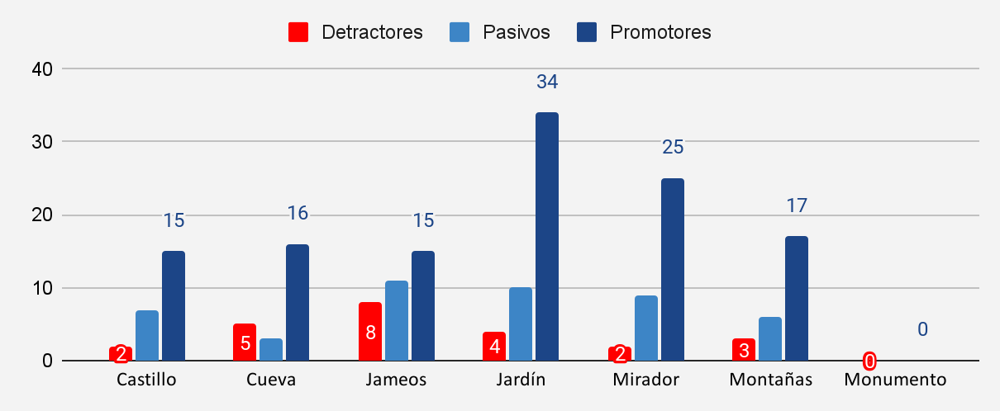 Detractores Pasivos Promotores
40
34
30
25
20
15 16 15 17
10
2 5 8 4 2 3 0 0
0
Castillo Cueva Jameos Jardín Mirador Montañas Monumento